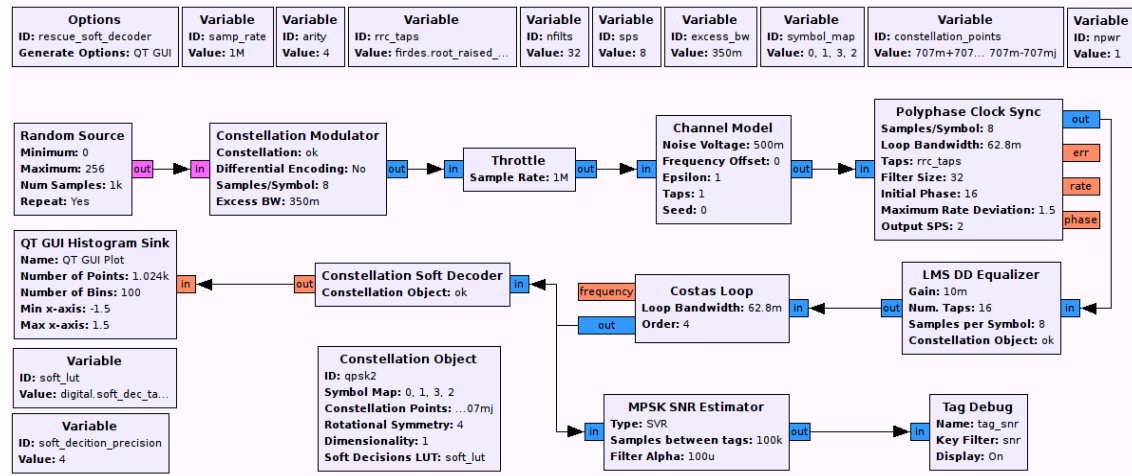 Options
ID: rescue_soft_decoder
Generate Options: QT GUI
Variable
ID: samp_rate
Value: 1M
Variable
ID: arity
Value: 4
Variable
ID: rrc_taps
Value: firdes.root_raised_...
Variable
ID: nfilts
Value: 32
Variable
ID: sps
Value: 8
Variable
ID: excess_bw
Value: 350m
Variable
ID: symbol_map
Value: 0, 1, 3, 2
Variable
ID: constellation_points
Value: 707m+707... 707m-707mj
Variable
ID: npwr
Value: 1
Random Source
Minimum: 0
Maximum: 256
Num Samples: 1k
Repeat: Yes
out
in
Constellation Modulator
Constellation: ok
Differential Encoding: No
Samples/Symbol: 8
Excess BW: 350m
out
in
Throttle
Sample Rate: 1M
out
in
Channel Model
Noise Voltage: 500m
Frequency Offset: 0
Epsilon: 1
Taps: 1
Seed: 0
out
in
Polyphase Clock Sync
Samples/Symbol: 8
Loop Bandwidth: 62.8m
Taps: rrc_taps
Filter Size: 32
Initial Phase: 16
Maximum Rate Deviation: 1.5
Output SPS: 2
out
err
rate
phase
QT GUI Histogram Sink
Name: QT GUI Plot
Number of Points: 1.024k
Number of Bins: 100
Min x-axis: -1.5
Max x-axis: 1.5
in
out
Constellation Soft Decoder
Constellation Object: ok
in
frequency
out
Costas Loop
Loop Bandwidth: 62.8m
Order: 4
in
out
LMS DD Equalizer
Gain: 10m
Num. Taps: 16
Samples per Symbol: 8
Constellation Object: ok
in
Variable
ID: soft_lut
Value: digital.soft_dec_ta...
Variable
ID: soft_decition_precision
Value: 4
Constellation Object
ID: qpsk2
Symbol Map: 0, 1, 3, 2
Constellation Points: ...07mj
Rotational Symmetry: 4
Dimensionality: 1
Soft Decisions LUT: soft_lut
in
MPSK SNR Estimator
Type: SVR
Samples between tags: 100k
Filter Alpha: 100u
out
in
Tag Debug
Name: tag_snr
Key Filter: snr
Display: On